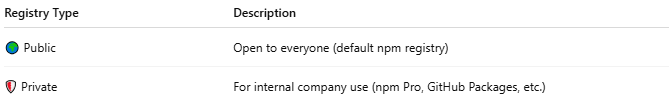 Registry Type Description
🌍 Public Open to everyone (default npm registry)
🛡 Private For internal company use (npm Pro, GitHub Packages, etc.)